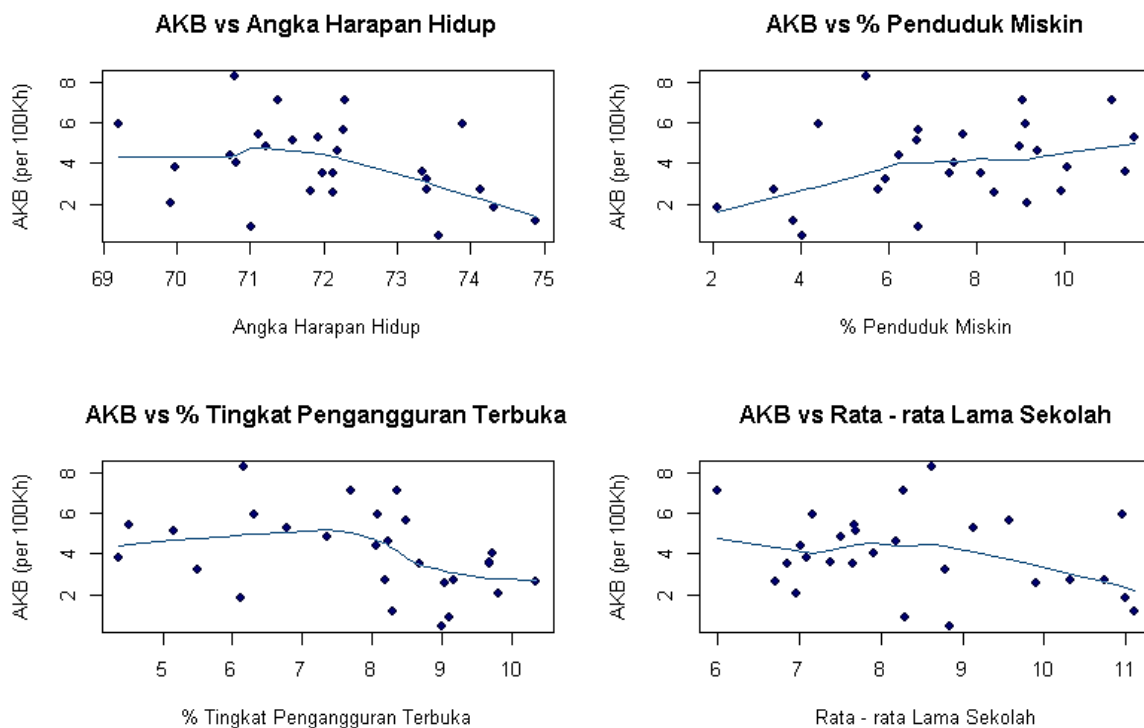 AKB vs Angka Harapan Hidup
AKB (per 100Kh)
8
6
4
2
69 70 71 72 73 74 75
Angka Harapan Hidup
AKB vs % Penduduk Miskin
AKB (per 100Kh)
8
6
4
2
2 4 6 8 10
% Penduduk Miskin
AKB vs % Tingkat Pengangguran Terbuka
AKB (per 100Kh)
8
6
4
2
5 6 7 8 9 10
% Tingkat Pengangguran Terbuka
AKB vs Rata - rata Lama Sekolah
AKB (per 100Kh)
8
6
4
2
6 7 8 9 10 11
Rata - rata Lama Sekolah